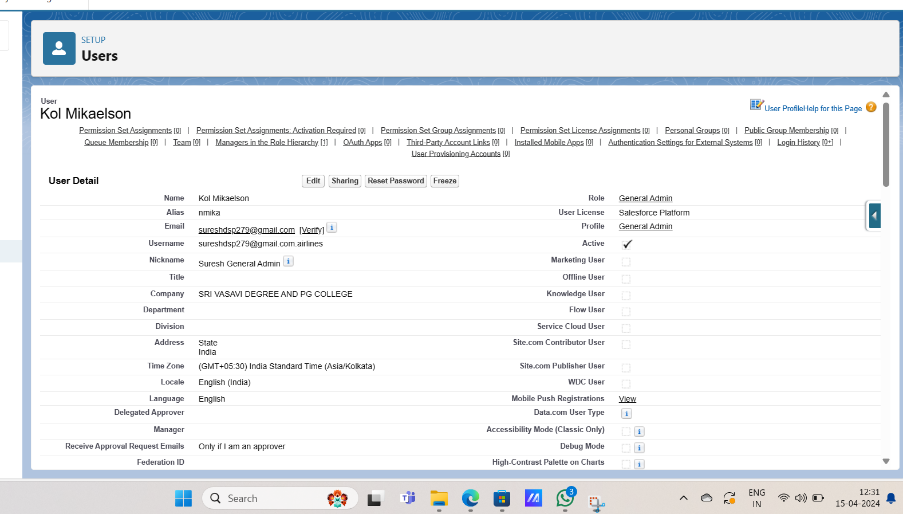 SETUP
Users
User
Kol Mikaelson
User Profile Help for this Page
Permission Set Assignments [0] | Permission Set Assignments: Activation Required [0] | Permission Set Group Assignments [0] | Permission Set License Assignments [0] | Personal Groups [0] | Public Group Membership [0] |
Queue Membership [0] | Team [0] | Managers in the Role Hierarchy [1] | OAuth Apps [0] | Third-Party Account Links [0] | Installed Mobile Apps [0] | Authentication Settings for External Systems [0] | Login History [0+] |
User Provisioning Accounts [0]
User Detail Edit Sharing Reset Password Freeze
Name Kol Mikaelson Role General Admin
Alias nmika User License Salesforce Platform
Email sureshdsp279@gmail.com [Verify] i Profile General Admin
Username sureshdsp279@gmail.com.airlines Active
Nickname Suresh General Admin i Marketing User
Title Offline User
Company SRI VASAVI DEGREE AND PG COLLEGE Knowledge User
Department Flow User
Division Service Cloud User
Address State Site.com Contributor User
India
Time Zone (GMT+05:30) India Standard Time (Asia/Kolkata) Site.com Publisher User
Locale English (India) WDC User
Language English Mobile Push Registrations View
Delegated Approver Data.com User Type i
Manager Accessibility Mode (Classic Only) i
Receive Approval Request Emails Only if I am an approver Debug Mode i
Federation ID High-Contrast Palette on Charts i
Search
3
ENG
IN
12:31
15-04-2024